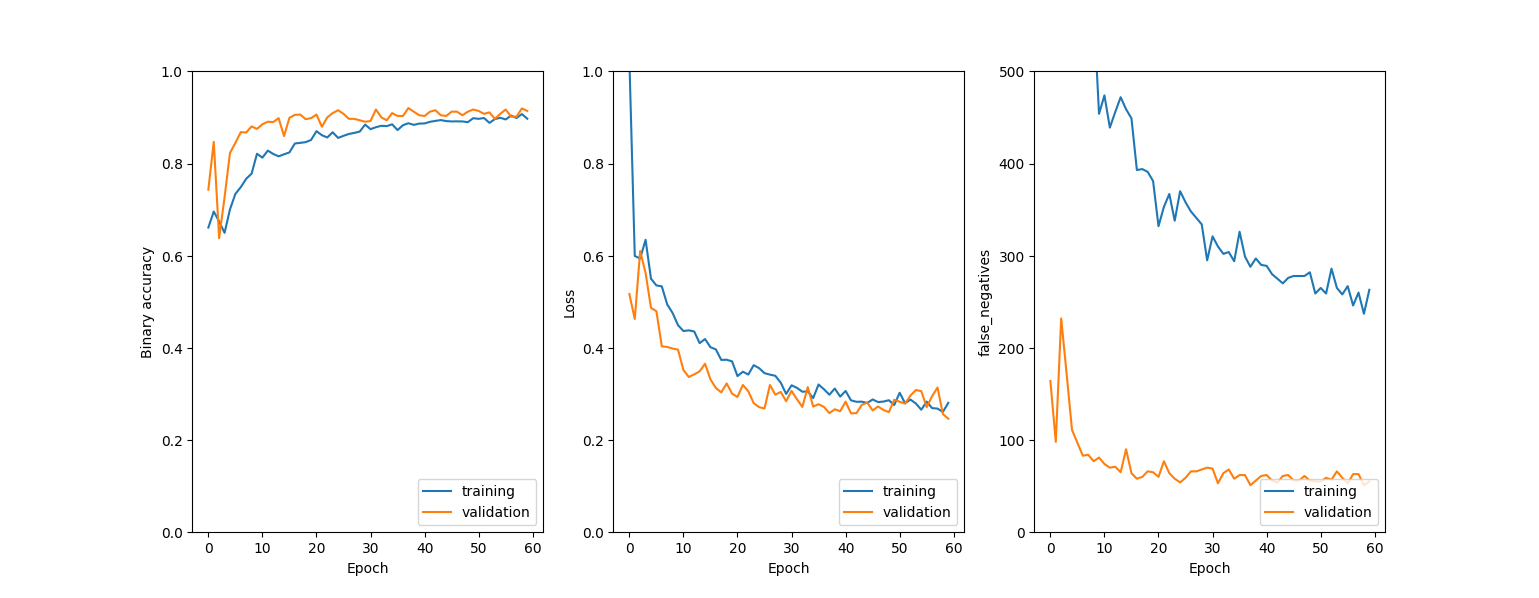 1.0
0.8
0.6
0.4
0.2
0.0
Binary accuracy
0 10 20 30 40 50 60
Epoch
training
validation
1.0
0.8
0.6
0.4
0.2
0.0
Loss
0 10 20 30 40 50 60
Epoch
training
validation
500
400
300
200
100
0
false_negatives
0 10 20 30 40 50 60
Epoch
training
validation